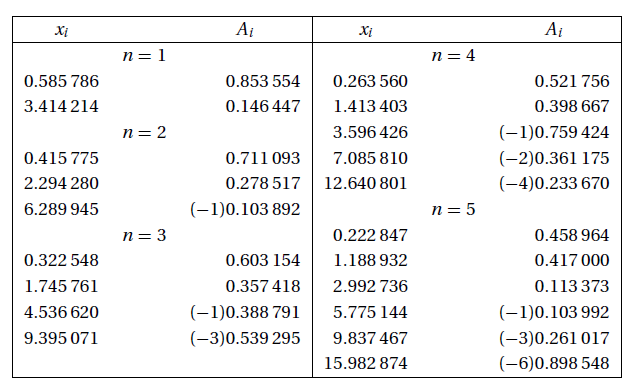 xi Ai xi Ai
n = 1 n = 4
0.585 786 0.853 554 0.263 560 0.521 756
3.414 214 0.146 447 1.413 403 0.398 667
n = 2 3.596 426 (−1)0.759 424
0.415 775 0.711 093 7.085 810 (−2)0.361 175
2.294 280 0.278 517 12.640 801 (−4)0.233 670
6.289 945 (−1)0.103 892 n = 5
n = 3 0.222 847 0.458 964
0.322 548 0.603 154 1.188 932 0.417 000
1.745 761 0.357 418 2.992 736 0.113 373
4.536 620 (−1)0.388 791 5.775 144 (−1)0.103 992
9.395 071 (−3)0.539 295 9.837 467 (−3)0.261 017
15.982 874 (−6)0.898 548